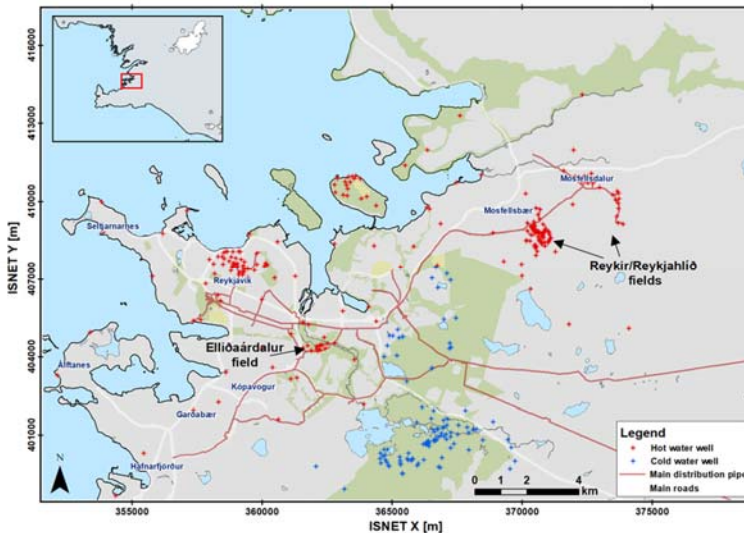 416000
413000
410000
407000
404000
401000
ISNET Y [m]
Mosfellsdalur
Mosfellsbær
Seltjarnarnes
Reykjavík
Reykir/Reykjahlíð
fields
Elliðaárdalur
field
Álftanes
Kópavogur
Garðabær
Hafnarfjörður
N
Legend
Hot water well
Cold water well
Main distribution pipe
Main roads
0 1 2 4
km
355000 360000 365000 370000 375000
ISNET X [m]